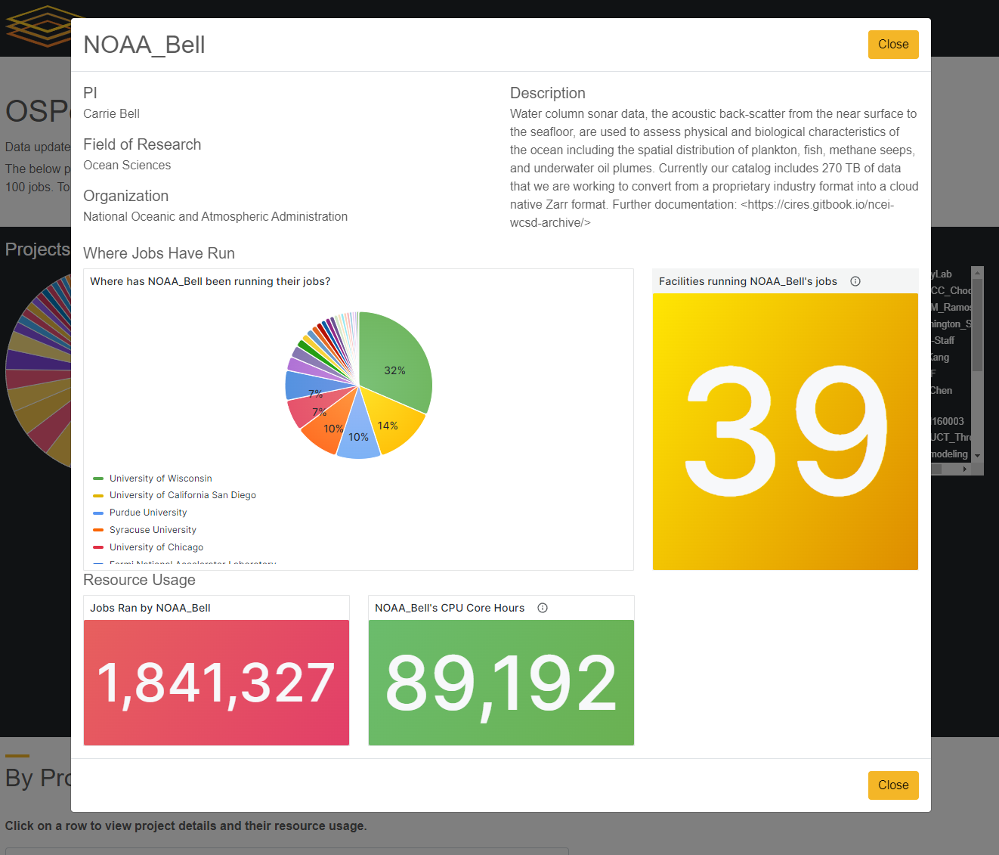 NOAA_Bell
Close
PI
Carrie Bell
Field of Research
Ocean Sciences
Organization
National Oceanic and Atmospheric Administration
Description
Water column sonar data, the acoustic back-scatter from the near surface to
the seafloor, are used to assess physical and biological characteristics of
the ocean including the spatial distribution of plankton, fish, methane seeps,
and underwater oil plumes. Currently our catalog includes 270 TB of data
that we are working to convert from a proprietary industry format into a cloud
native Zarr format. Further documentation: <https://cires.gitbook.io/ncei-
wcsd-archive/>
Where Jobs Have Run
Where has NOAA_Bell been running their jobs?
32%
14%
10%
10%
7%
7%
University of Wisconsin
University of California San Diego
Purdue University
Syracuse University
University of Chicago
Fermi National Accelerator Laboratory
Facilities running NOAA_Bell's jobs
39
Resource Usage
Jobs Ran by NOAA_Bell
1,841,327
NOAA_Bell's CPU Core Hours
89,192
Close
OSP
Data update
The below p
100 jobs. To
Projects
yLab
CC_Choo
M_Ramos
hington_S
-Staff
Kang
F
Chen
160003
UCT_Thro
modeling
By Pro
Click on a row to view project details and their resource usage.